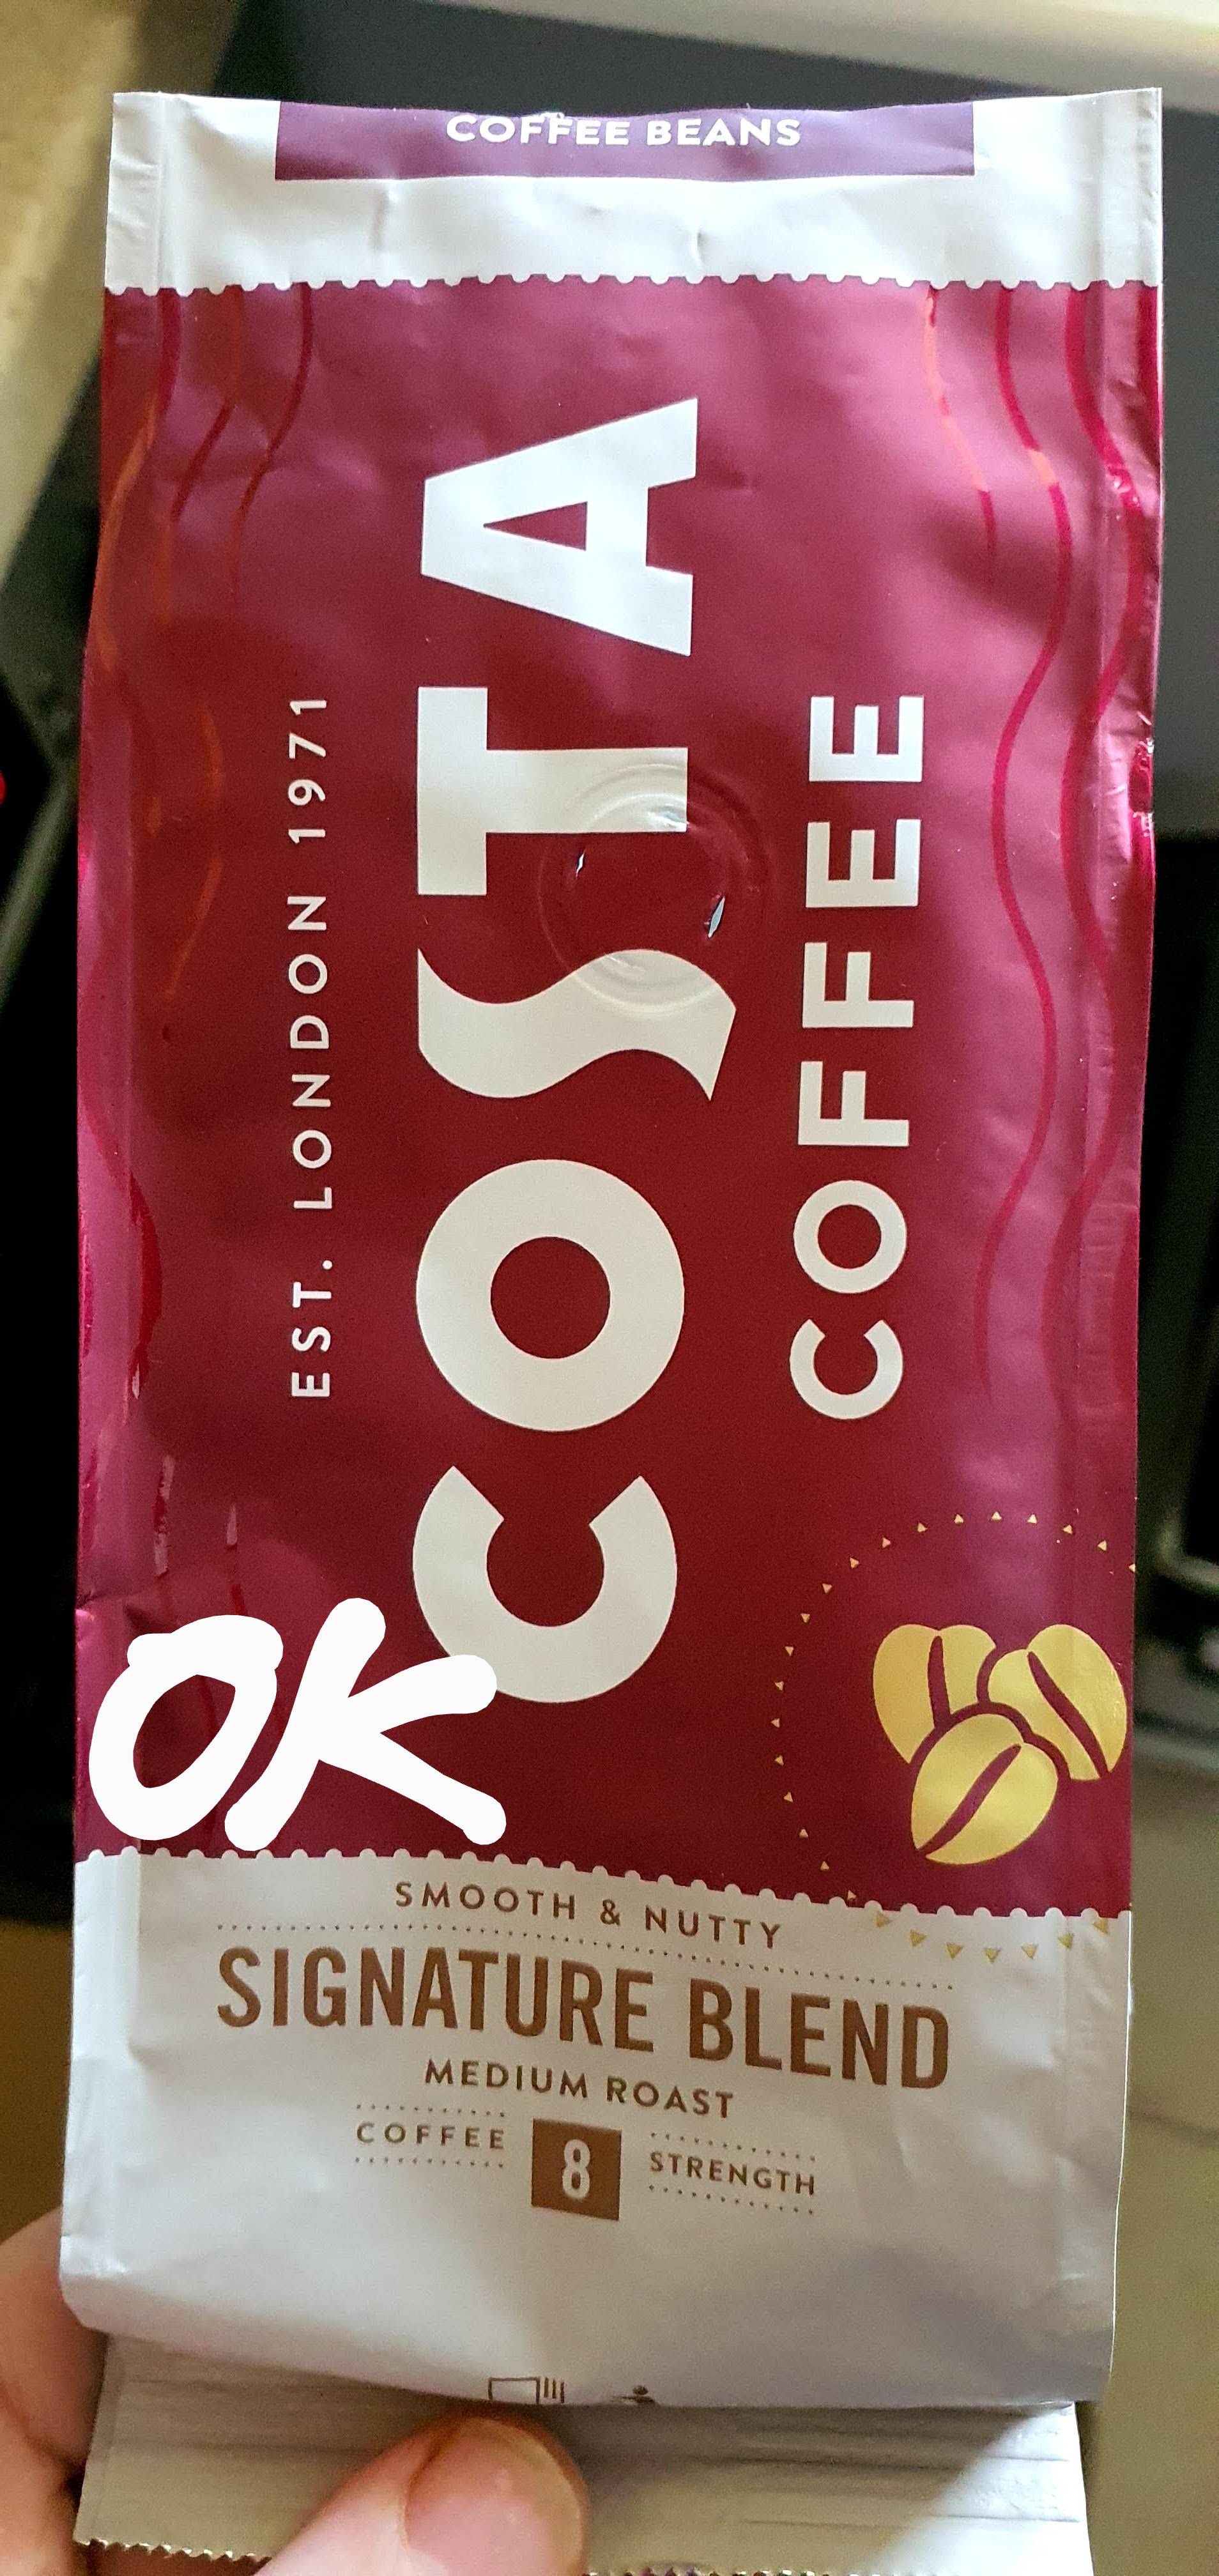 COFFEE BEANS
EST. LONDON 1971
COSTA
COFFEE
OK
SMOOTH & NUTTY
SIGNATURE BLEND
MEDIUM ROAST
COFFEE 8 STRENGTH